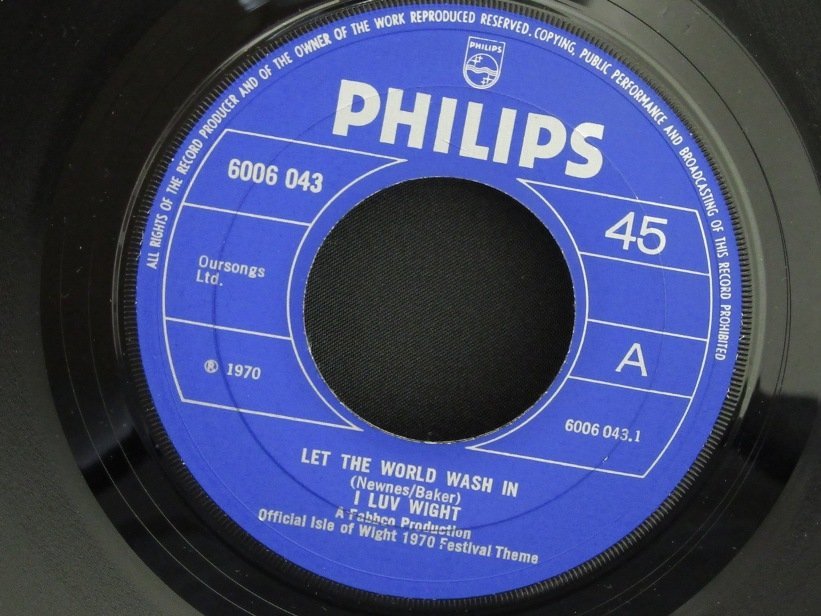 ALL RIGHTS OF THE RECORD PRODUCER AND OF THE OWNER OF THE WORK REPRODUCED RESERVED. COPYING, PUBLIC PERFORMANCE AND BROADCASTING OF THIS RECORD PROHIBITED
PHILIPS
PHILIPS
6006 043
Oursongs
Ltd.
℗ 1970
45
A
6006 043.1
LET THE WORLD WASH IN
(Newnes/Baker)
I LUV WIGHT
A Fabbco Production
Official Isle of Wight 1970 Festival Theme